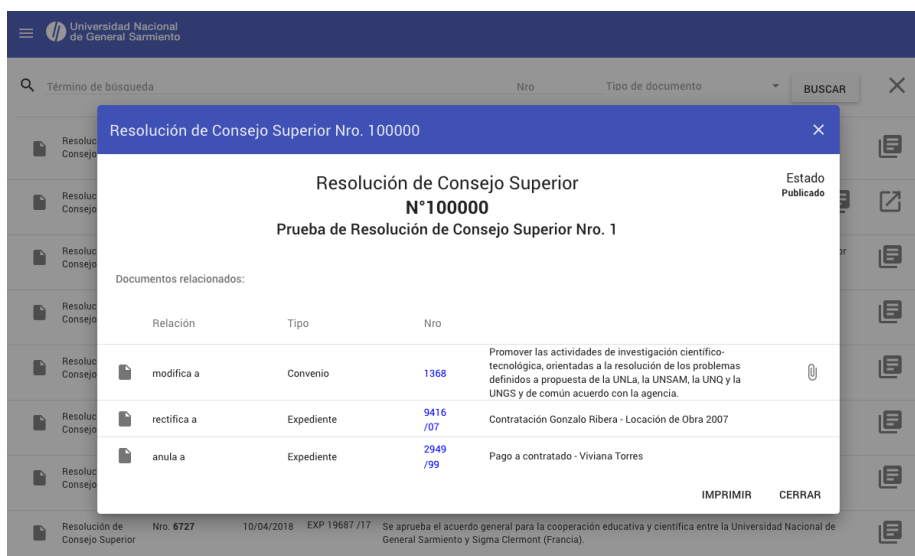 Universidad Nacional
de General Sarmiento
Término de búsqueda
Nro
Tipo de documento
BUSCAR
Resolución de Consejo Superior Nro. 100000
Resolución de Consejo Superior
N°100000
Prueba de Resolución de Consejo Superior Nro. 1
Estado
Publicado
Documentos relacionados:
Relación Tipo Nro
modifica a Convenio 1368
Promover las actividades de investigación científico-
tecnológica, orientadas a la resolución de los problemas
definidos a propuesta de la UNLa, la UNSAM, la UNQ y la
UNGS y de común acuerdo con la agencia.
rectifica a Expediente 9416
/07
Contratación Gonzalo Ribera - Locación de Obra 2007
anula a Expediente 2949
/99
Pago a contratado - Viviana Torres
IMPRIMIR CERRAR
Resolución de
Consejo Superior
Nro. 6727
10/04/2018
EXP 19687 /17
Se aprueba el acuerdo general para la cooperación educativa y científica entre la Universidad Nacional de
General Sarmiento y Sigma Clermont (Francia).